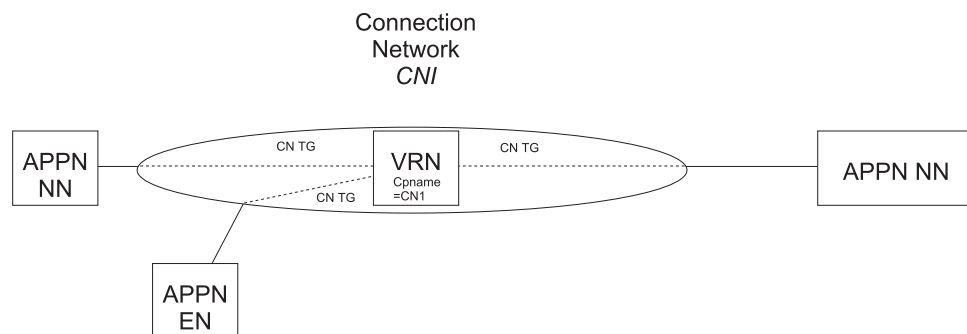 Connection
Network
CNI
CN TG
CN TG
APPN
NN
VRN
Cpname
=CN1
APPN NN
CN TG
APPN
EN